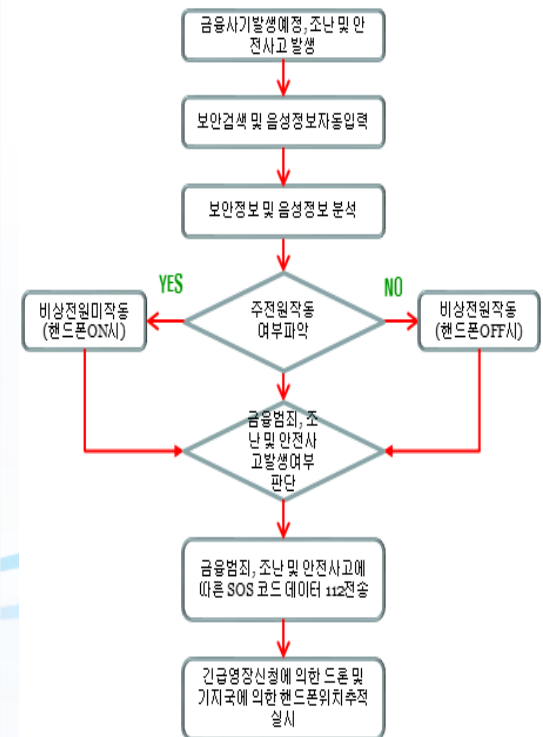 금융사기발생예정, 조난 및 안
전사고 발생
보안검색 및 음성정보자동입력
보안정보 및 음성정보 분석
YES
NO
비상전원미작동
(핸드폰ON시)
주전원작동
여부파악
비상전원작동
(핸드폰OFF시)
금융범죄, 조
난 및 안전사
고발생여부
판단
금융범죄, 조난 및 안전사고에
따른 SOS 코드 데이터 112전송
긴급영장신청에 의한 드론 및
기지국에 의한 핸드폰위치추적
실시